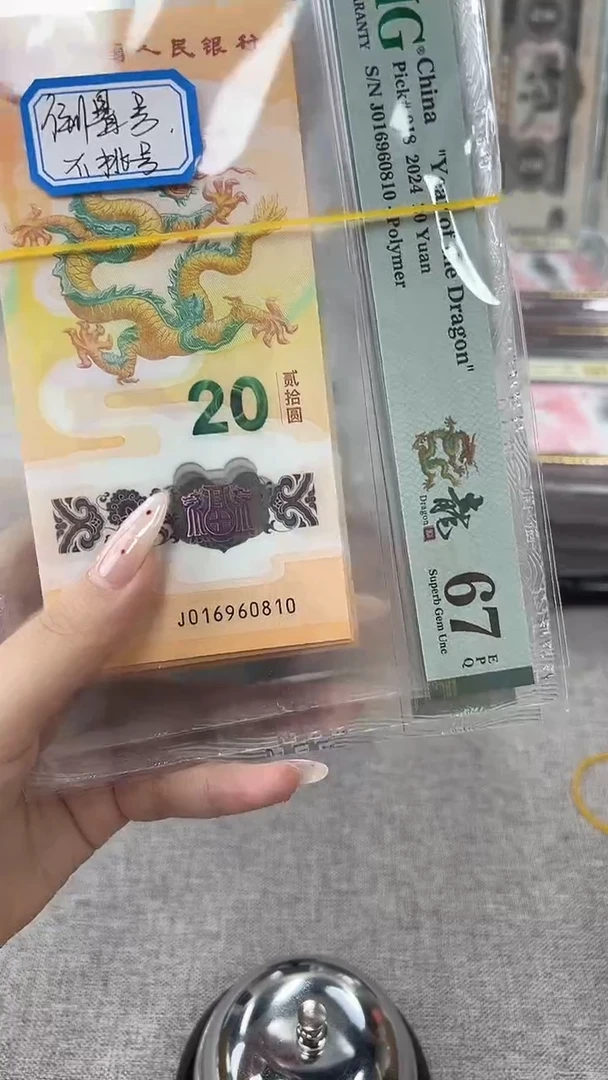 国人民银行
倒置号.
不挑号
20
贰拾圆
J016960810
G®
China "Year of the Dragon"
Pick# 2024 Yuan
S/N J016960810 Polymer
龍
Dragon
67
EPQ
Superb Gem Unc